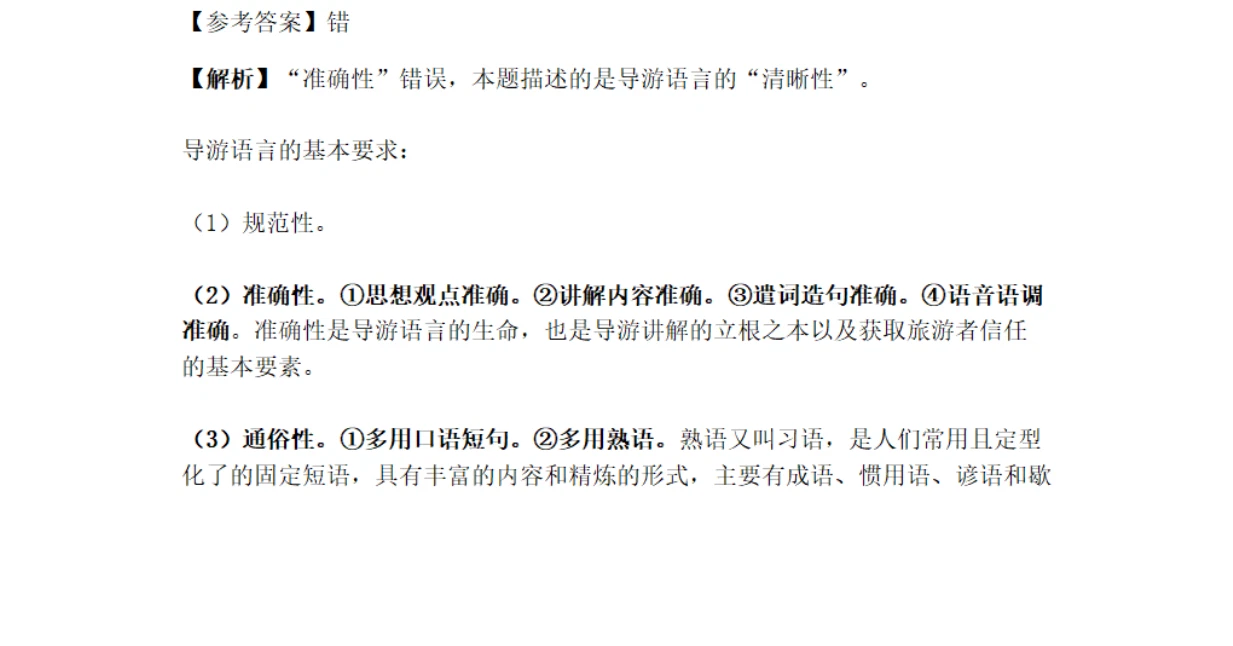 【参考答案】错
【解析】“准确性”错误，本题描述的是导游语言的“清晰性”。
导游语言的基本要求：
（1）规范性。
（2）准确性。①思想观点准确。②讲解内容准确。③遣词造句准确。④语音语调
准确。准确性是导游语言的生命，也是导游讲解的立根之本以及获取旅游者信任
的基本要素。
（3）通俗性。①多用口语短句。②多用熟语。熟语又叫习语，是人们常用且定型
化了的固定短语，具有丰富的内容和精炼的形式，主要有成语、惯用语、谚语和歇